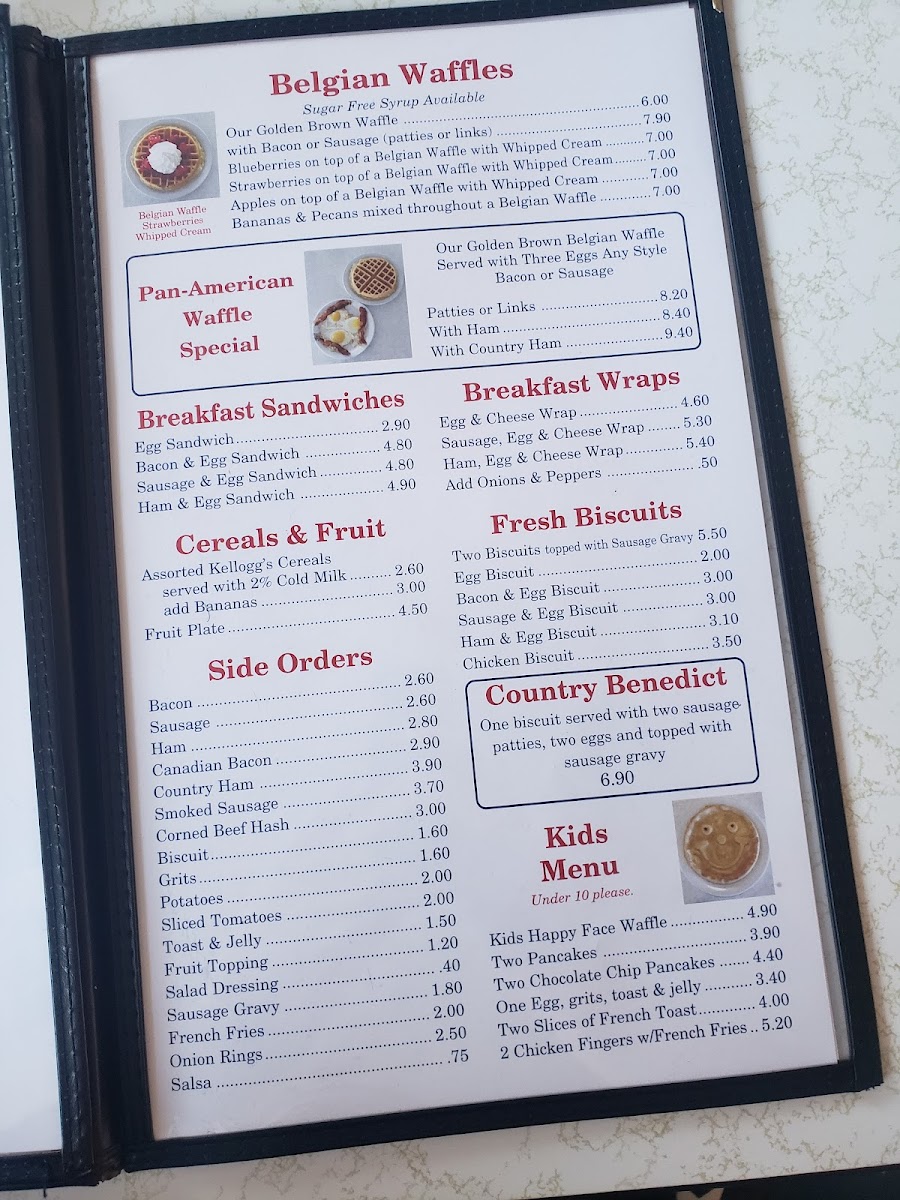 Belgian Waffles
Sugar Free Syrup Available
Our Golden Brown Waffle ........ 6.00
with Bacon or Sausage (patties or links) ........ 7.90
Blueberries on top of a Belgian Waffle with Whipped Cream ........ 7.00
Strawberries on top of a Belgian Waffle with Whipped Cream ........ 7.00
Apples on top of a Belgian Waffle with Whipped Cream ........ 7.00
Bananas & Pecans mixed throughout a Belgian Waffle ........ 7.00
Belgian Waffle
Strawberries
Whipped Cream
Pan-American
Waffle
Special
Our Golden Brown Belgian Waffle
Served with Three Eggs Any Style
Bacon or Sausage
Patties or Links ........ 8.20
With Ham ........ 8.40
With Country Ham ........ 9.40
Breakfast Sandwiches
Egg Sandwich ........ 2.90
Bacon & Egg Sandwich ........ 4.80
Sausage & Egg Sandwich ........ 4.80
Ham & Egg Sandwich ........ 4.90
Cereals & Fruit
Assorted Kellogg's Cereals
served with 2% Cold Milk ........ 2.60
add Bananas ........ 3.00
Fruit Plate ........ 4.50
Side Orders
Bacon ........ 2.60
Sausage ........ 2.60
Ham ........ 2.80
Canadian Bacon ........ 2.90
Country Ham ........ 3.90
Smoked Sausage ........ 3.70
Corned Beef Hash ........ 3.00
Biscuit ........ 1.60
Grits ........ 1.60
Potatoes ........ 2.00
Sliced Tomatoes ........ 2.00
Toast & Jelly ........ 1.50
Fruit Topping ........ 1.20
Salad Dressing ........ .40
Sausage Gravy ........ 1.80
French Fries ........ 2.00
Onion Rings ........ 2.50
Salsa ........ .75
Breakfast Wraps
Egg & Cheese Wrap ........ 4.60
Sausage, Egg & Cheese Wrap ........ 5.30
Ham, Egg & Cheese Wrap ........ 5.40
Add Onions & Peppers ........ .50
Fresh Biscuits
Two Biscuits topped with Sausage Gravy 5.50
Egg Biscuit ........ 2.00
Bacon & Egg Biscuit ........ 3.00
Sausage & Egg Biscuit ........ 3.00
Ham & Egg Biscuit ........ 3.10
Chicken Biscuit ........ 3.50
Country Benedict
One biscuit served with two sausage
patties, two eggs and topped with
sausage gravy
6.90
Kids
Menu
Under 10 please.
Kids Happy Face Waffle ........ 4.90
Two Pancakes ........ 3.90
Two Chocolate Chip Pancakes ........ 4.40
One Egg, grits, toast & jelly ........ 3.40
Two Slices of French Toast ........ 4.00
2 Chicken Fingers w/French Fries .. 5.20